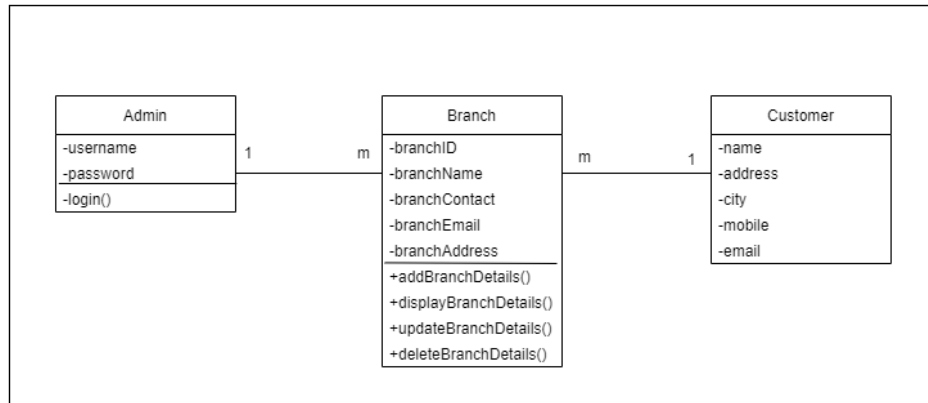 Admin
-username
-password
-login()
1
m
Branch
-branchID
-branchName
-branchContact
-branchEmail
-branchAddress
+addBranchDetails()
+displayBranchDetails()
+updateBranchDetails()
+deleteBranchDetails()
m
1
Customer
-name
-address
-city
-mobile
-email